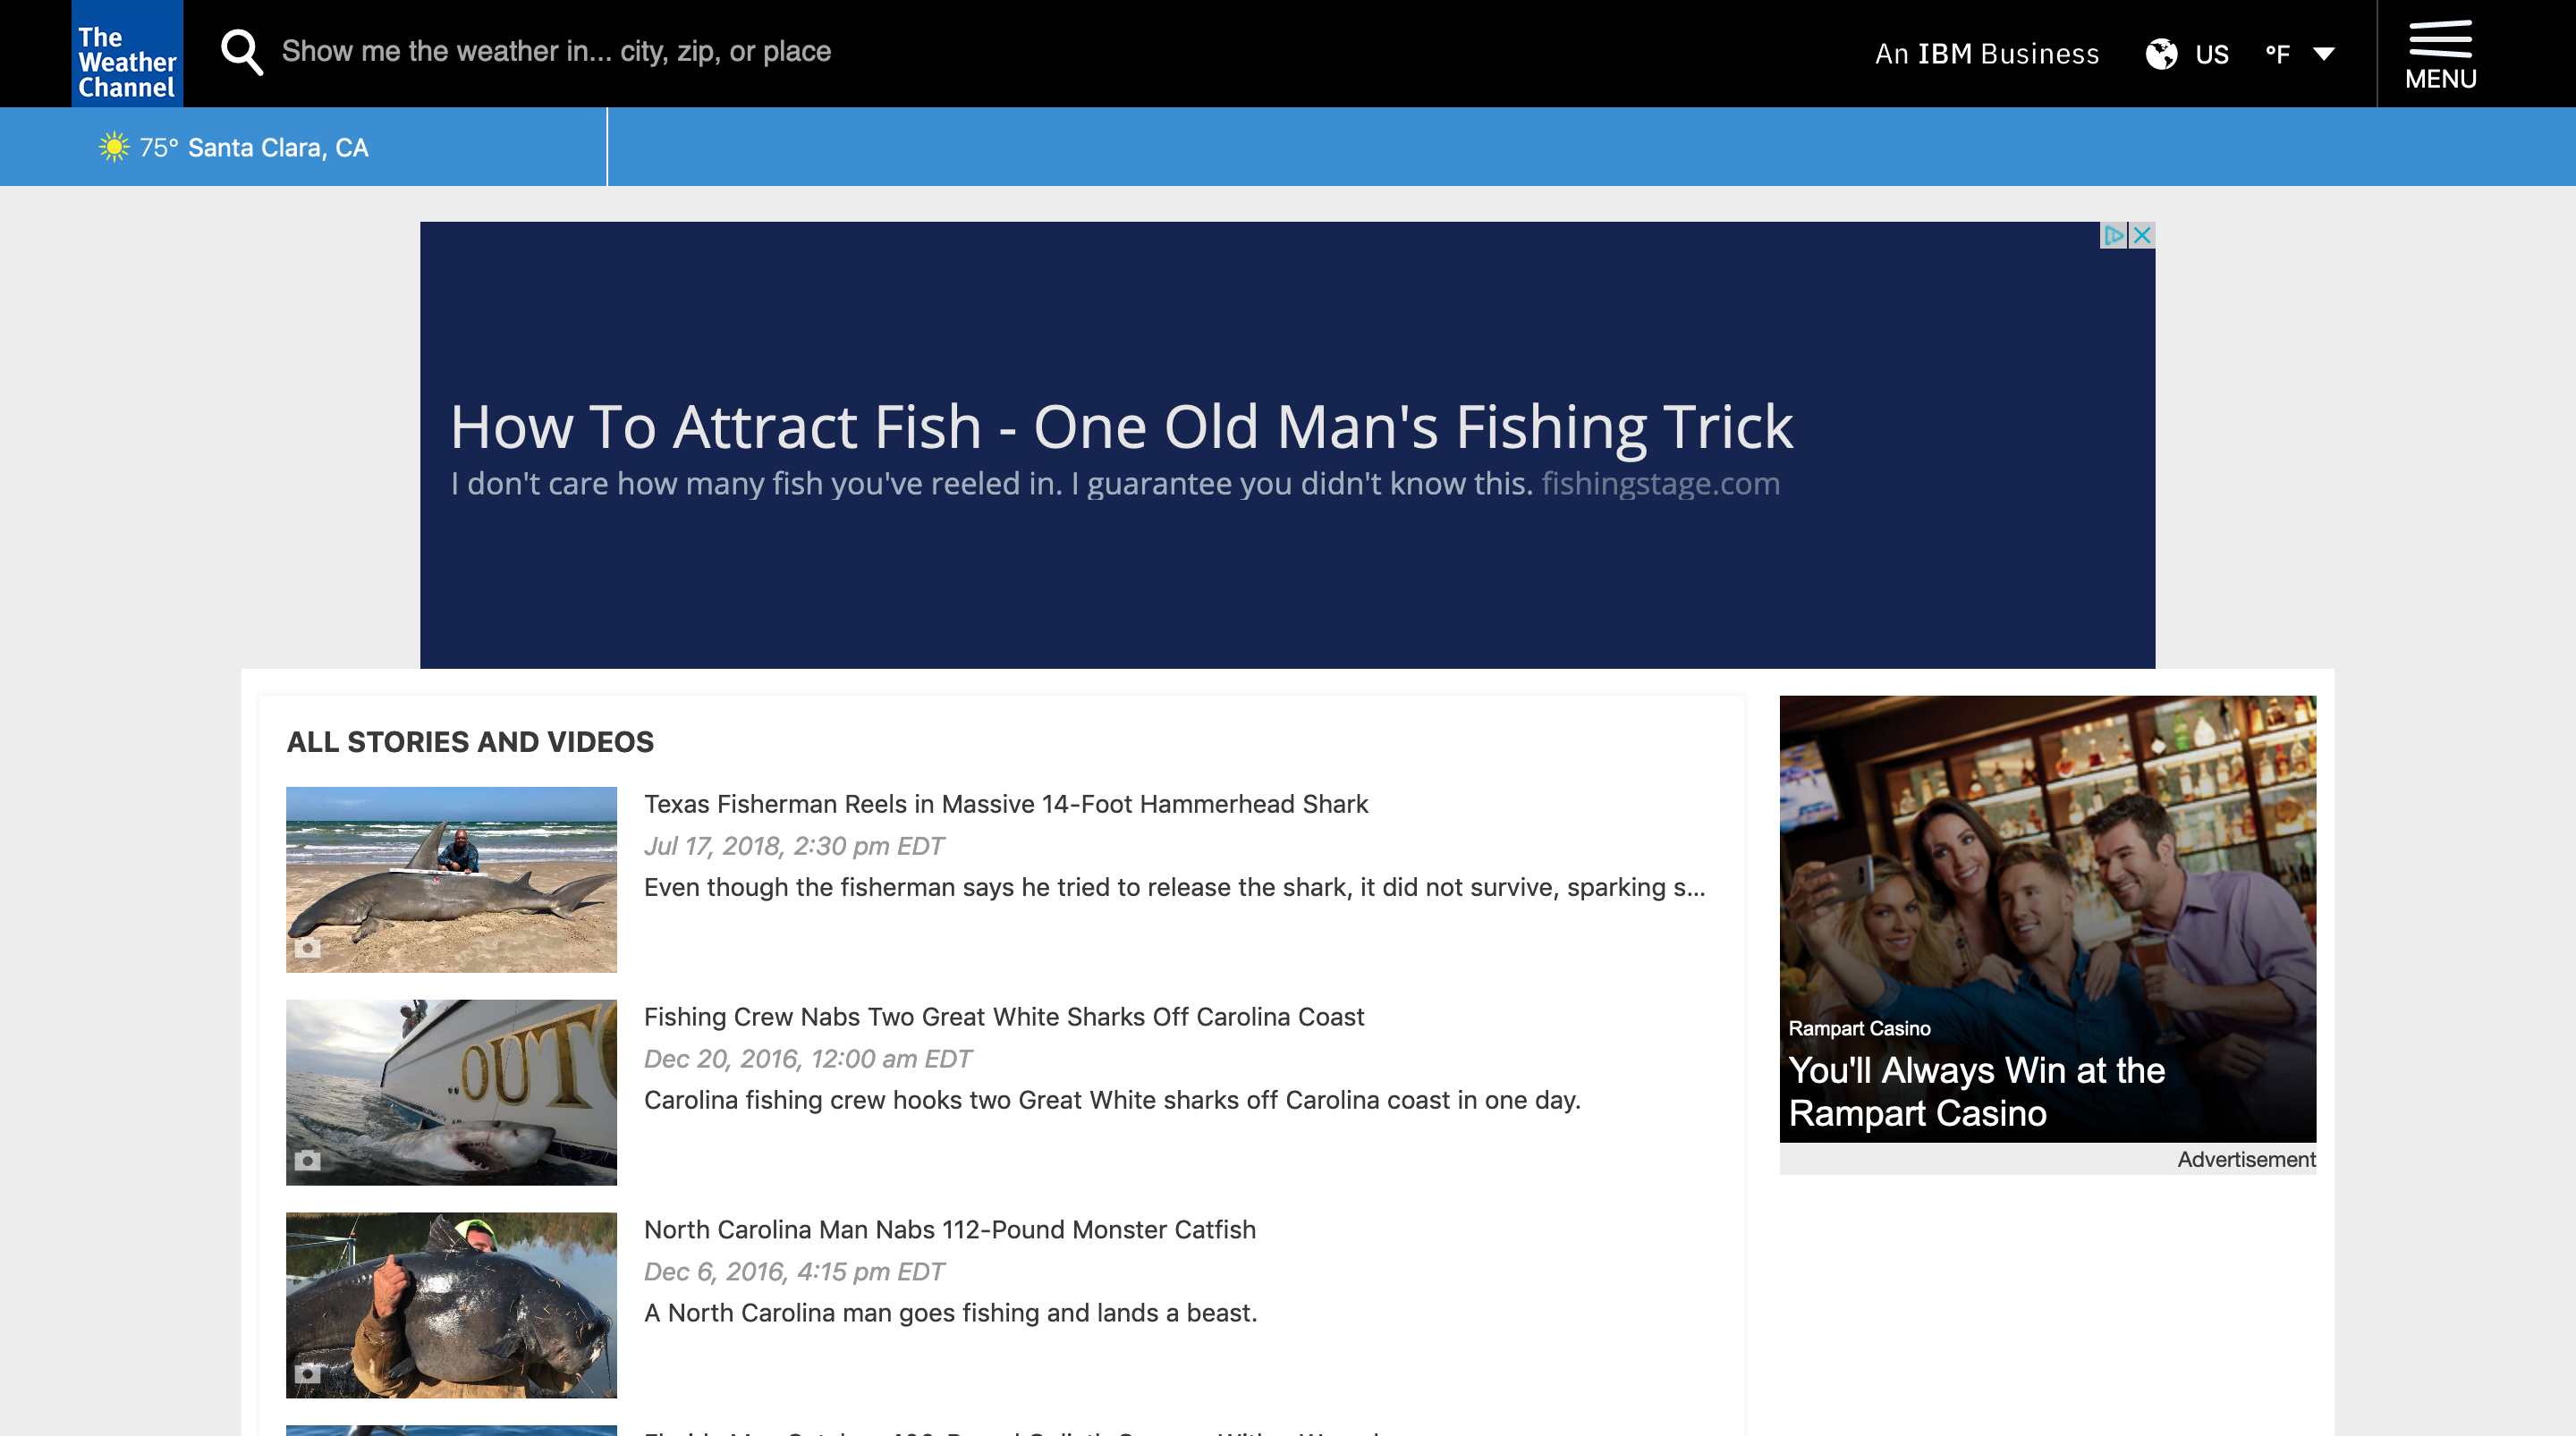 The
Weather
Channel
Show me the weather in... city, zip, or place
An IBM Business
US
°F
MENU
75° Santa Clara, CA
How To Attract Fish - One Old Man's Fishing Trick
I don't care how many fish you've reeled in. I guarantee you didn't know this. fishingstage.com
ALL STORIES AND VIDEOS
Texas Fisherman Reels in Massive 14-Foot Hammerhead Shark
Jul 17, 2018, 2:30 pm EDT
Even though the fisherman says he tried to release the shark, it did not survive, sparking s...
OUT
Fishing Crew Nabs Two Great White Sharks Off Carolina Coast
Dec 20, 2016, 12:00 am EDT
Carolina fishing crew hooks two Great White sharks off Carolina coast in one day.
North Carolina Man Nabs 112-Pound Monster Catfish
Dec 6, 2016, 4:15 pm EDT
A North Carolina man goes fishing and lands a beast.
Rampart Casino
You'll Always Win at the
Rampart Casino
Advertisement